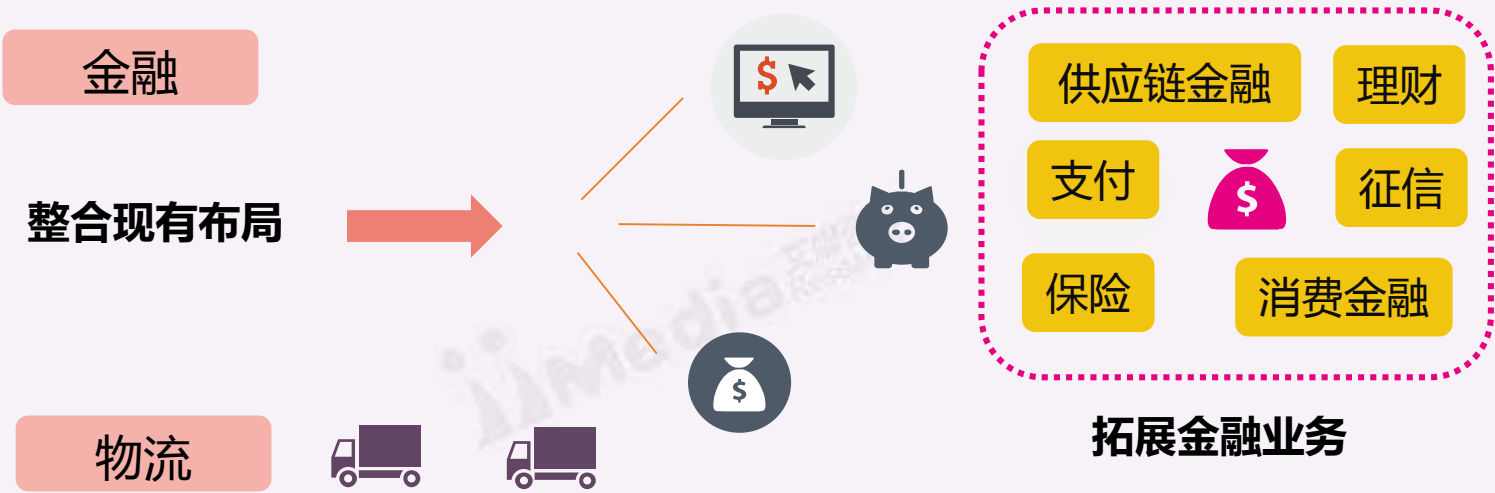 金融
整合现有布局
物流
供应链金融
理财
支付
征信
保险
消费金融
拓展金融业务
$
$
$
iiMedia